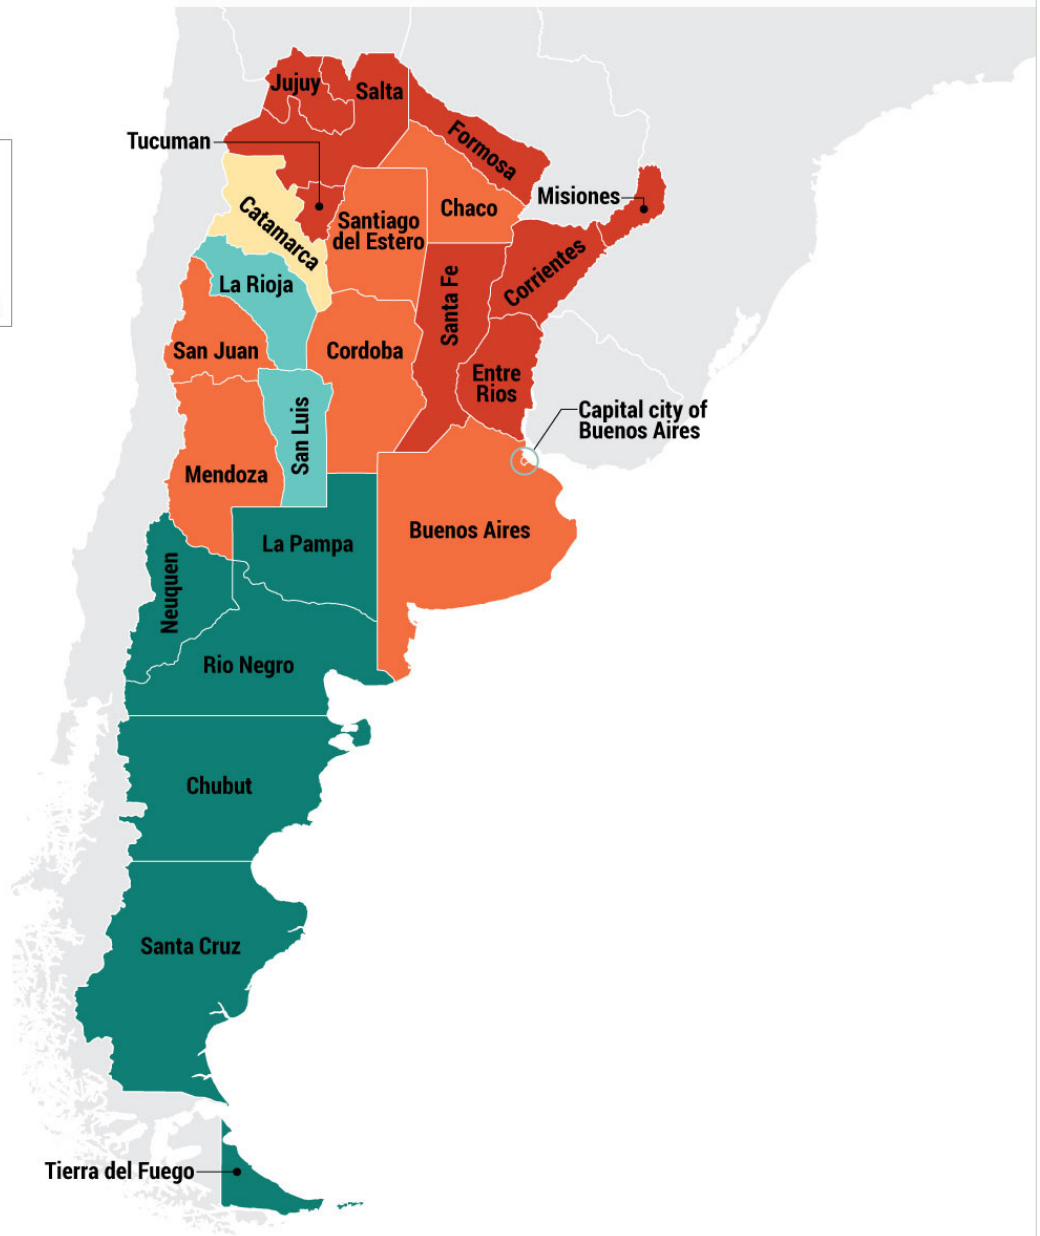 Jujuy
Salta
Tucuman
Formosa
Misiones
Catamarca
Santiago
del Estero
Chaco
Corrientes
La Rioja
Santa Fe
San Juan
Cordoba
Entre
Rios
San Luis
Capital city of
Buenos Aires
Mendoza
Buenos Aires
La Pampa
Neuquen
Rio Negro
Chubut
Santa Cruz
Tierra del Fuego